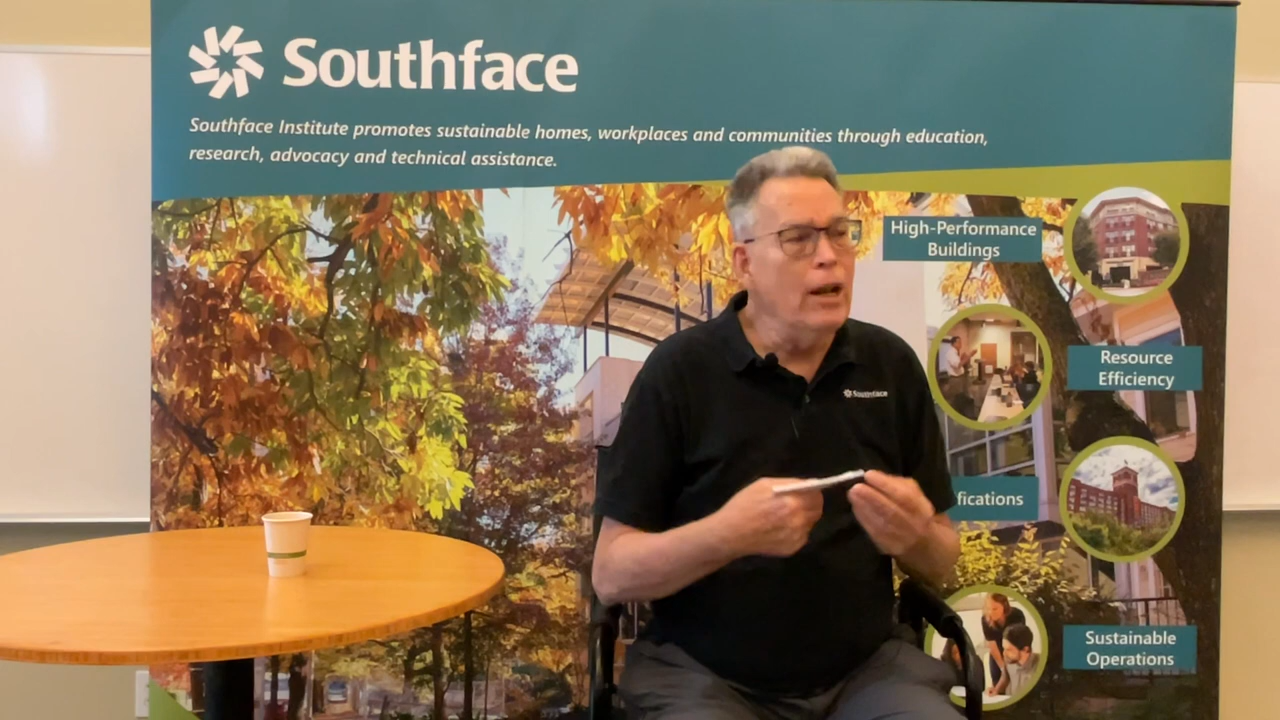 Southface
Southface Institute promotes sustainable homes, workplaces and communities through education,
research, advocacy and technical assistance.
High-Performance
Buildings
Resource
Efficiency
Southface
fications
Sustainable
Operations